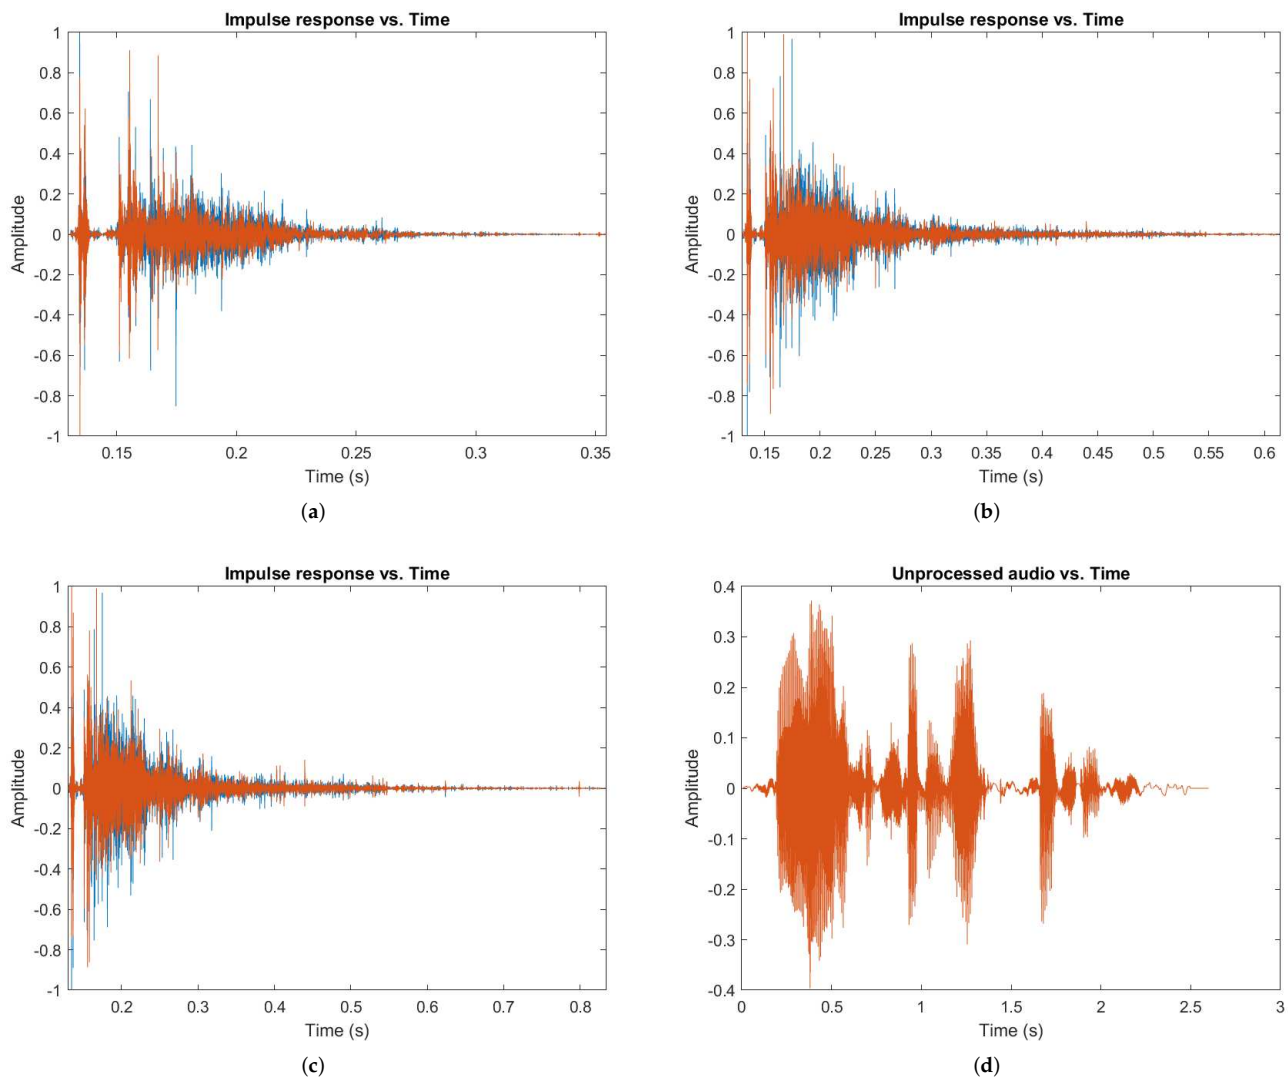 Impulse response vs. Time
1
0.8
0.6
0.4
0.2
0
-0.2
-0.4
-0.6
-0.8
-1
Amplitude
0.15 0.2 0.25 0.3 0.35
Time (s)
(a)
Impulse response vs. Time
1
0.8
0.6
0.4
0.2
0
-0.2
-0.4
-0.6
-0.8
-1
Amplitude
0.15 0.2 0.25 0.3 0.35 0.4 0.45 0.5 0.55 0.6
Time (s)
(b)
Impulse response vs. Time
1
0.8
0.6
0.4
0.2
0
-0.2
-0.4
-0.6
-0.8
-1
Amplitude
0.2 0.3 0.4 0.5 0.6 0.7 0.8
Time (s)
(c)
Unprocessed audio vs. Time
0.4
0.3
0.2
0.1
0
-0.1
-0.2
-0.3
-0.4
Amplitude
0 0.5 1 1.5 2 2.5 3
Time (s)
(d)